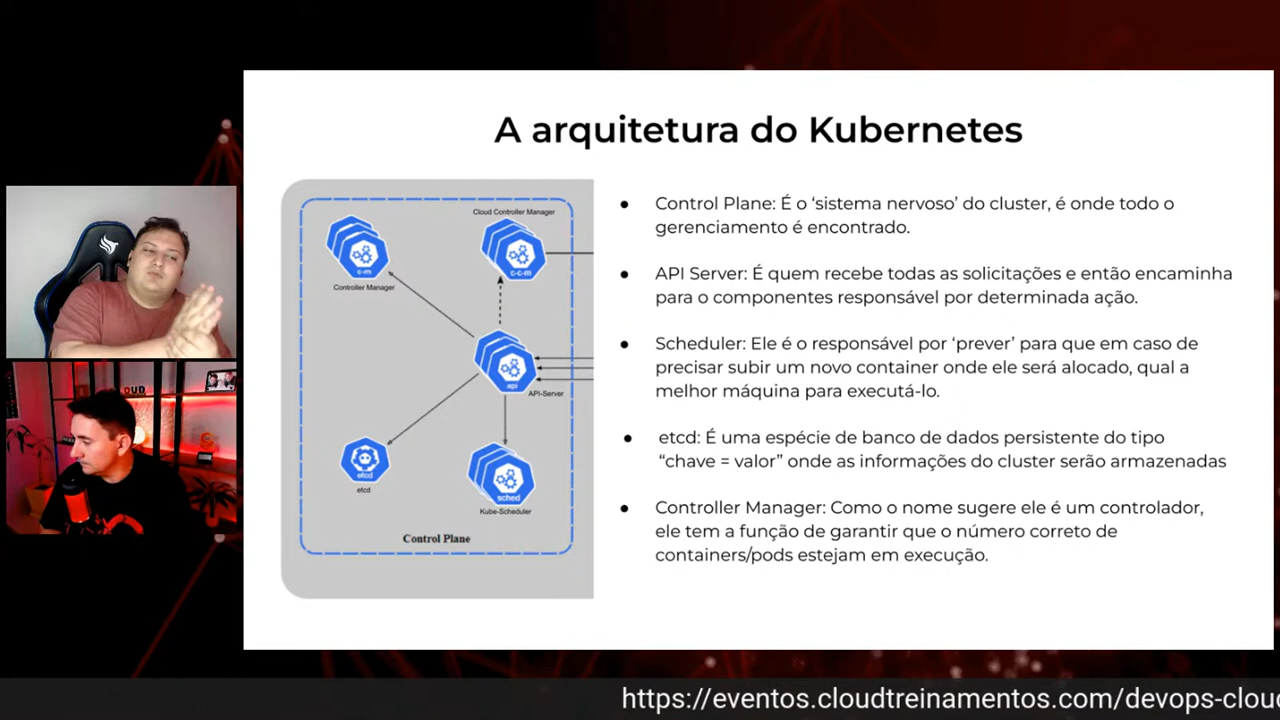 A arquitetura do Kubernetes
Cloud Controller Manager
c-m
c-c-m
Controller Manager
api
API-Server
etcd
etcd
sched
Kube-Scheduler
Control Plane
● Control Plane: É o ‘sistema nervoso’ do cluster, é onde todo o
gerenciamento é encontrado.
● API Server: É quem recebe todas as solicitações e então encaminha
para o componentes responsável por determinada ação.
● Scheduler: Ele é o responsável por ‘prever’ para que em caso de
precisar subir um novo container onde ele será alocado, qual a
melhor máquina para executá-lo.
● etcd: É uma espécie de banco de dados persistente do tipo
“chave = valor” onde as informações do cluster serão armazenadas
● Controller Manager: Como o nome sugere ele é um controlador,
ele tem a função de garantir que o número correto de
containers/pods estejam em execução.
https://eventos.cloudtreinamentos.com/devops-clou